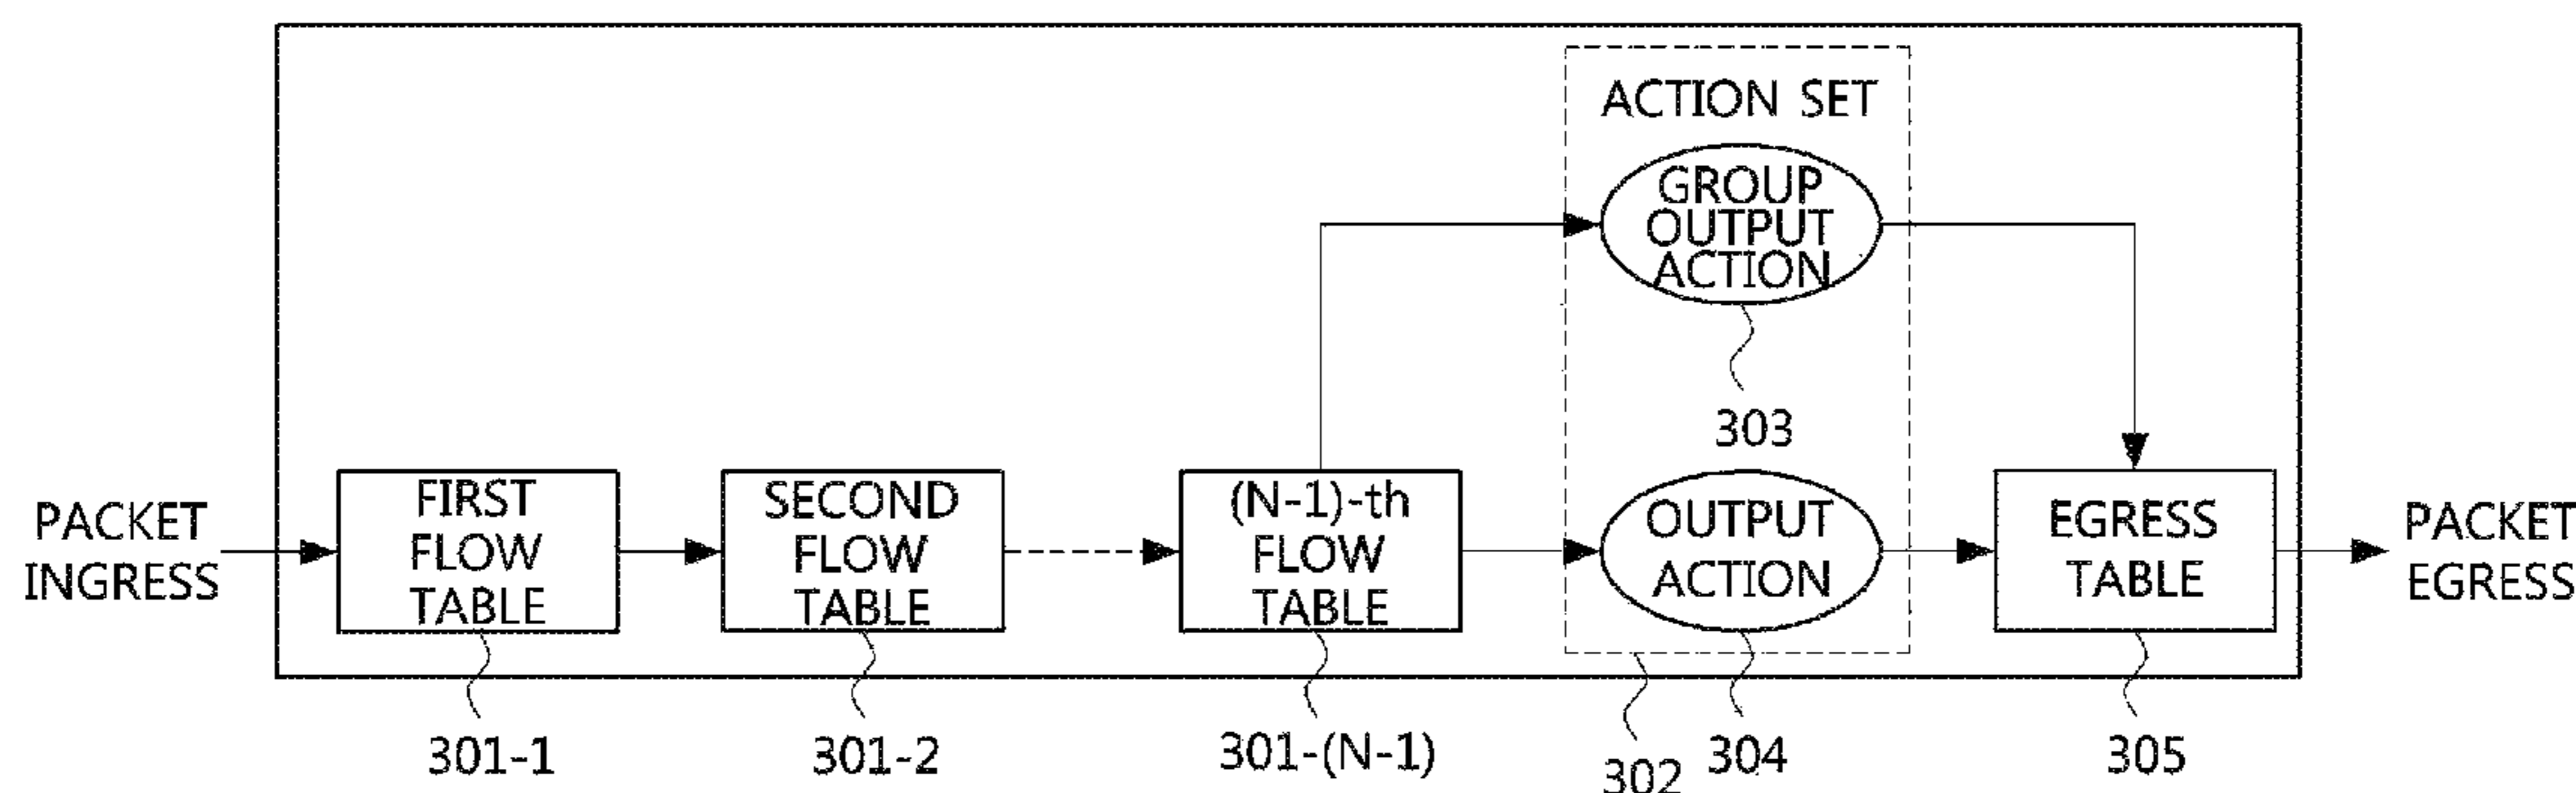 ACTION SET
GROUP
OUTPUT
ACTION
303
PACKET
INGRESS
FIRST
FLOW
TABLE
SECOND
FLOW
TABLE
(N-1)-th
FLOW
TABLE
OUTPUT
ACTION
EGRESS
TABLE
PACKET
EGRESS
301-1
301-2
301-(N-1)
302
304
305